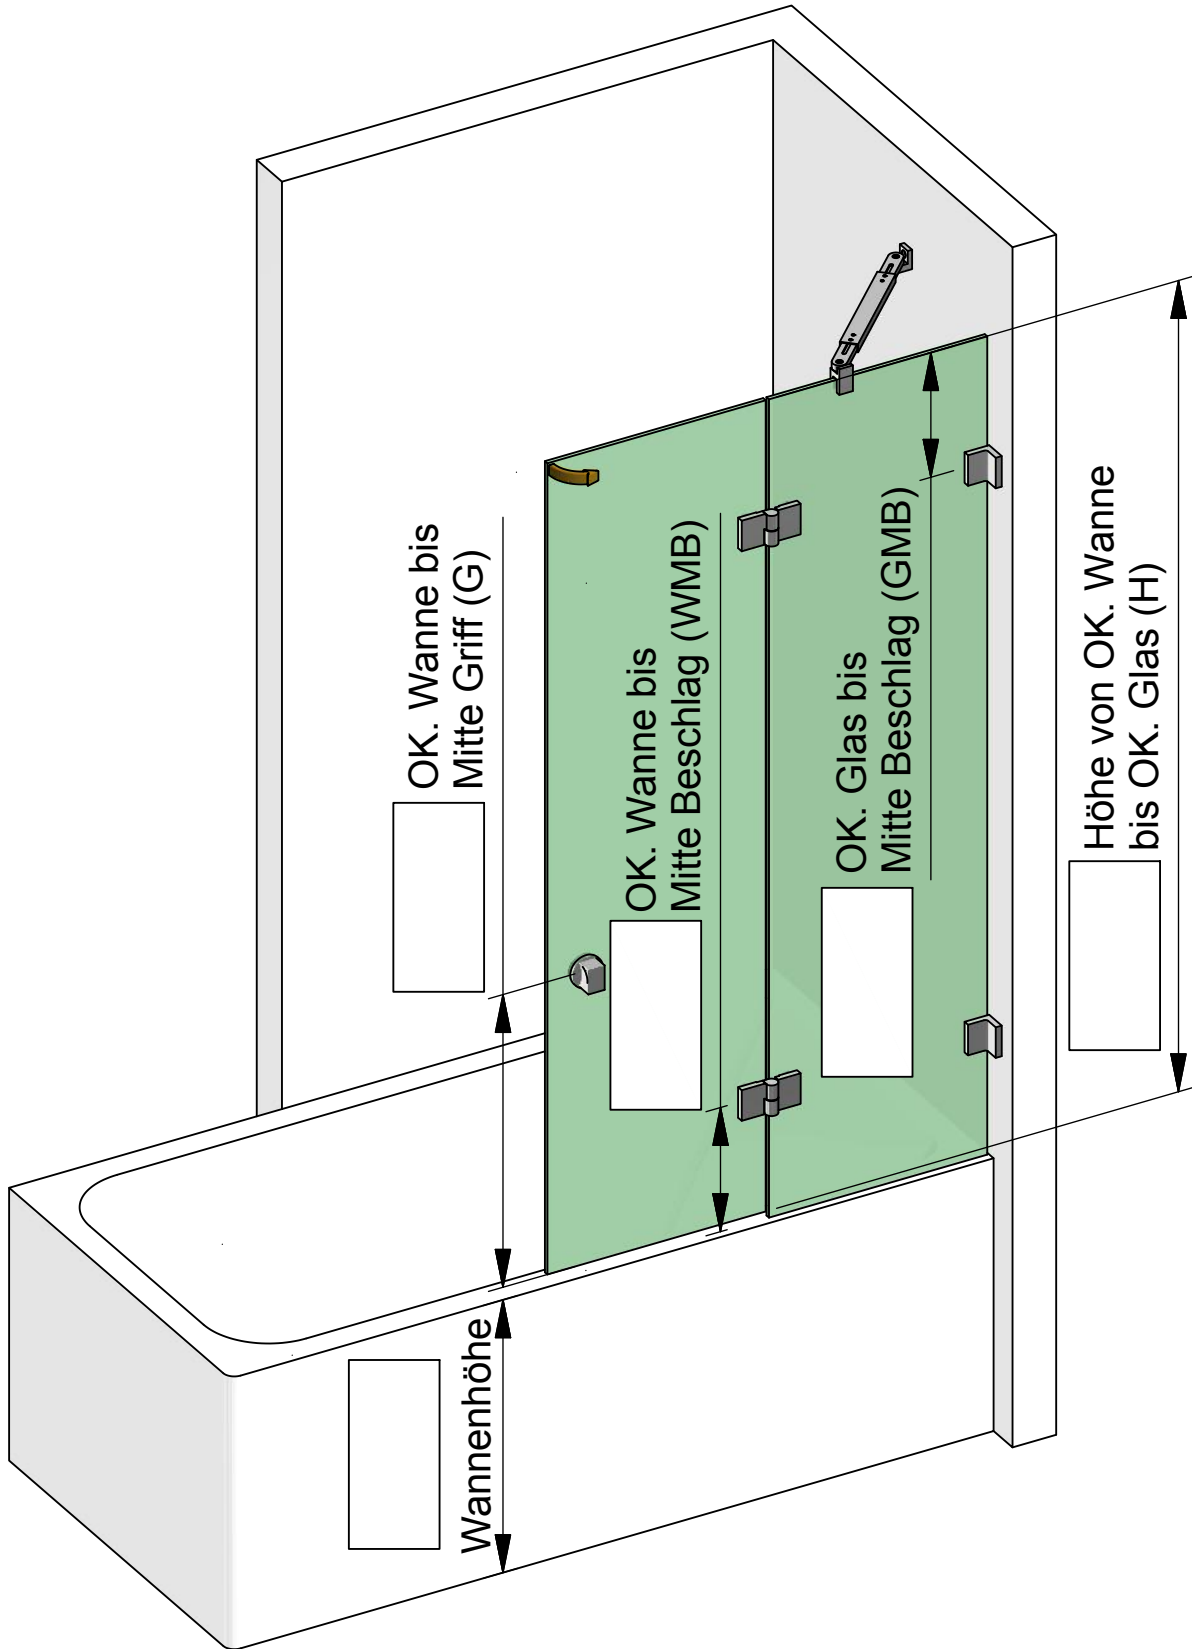 OK. Wanne bis
Mitte Griff (G)
OK. Wanne bis
Mitte Beschlag (WMB)
OK. Glas bis
Mitte Beschlag (GMB)
Höhe von OK. Wanne
bis OK. Glas (H)
Wannenhöhe